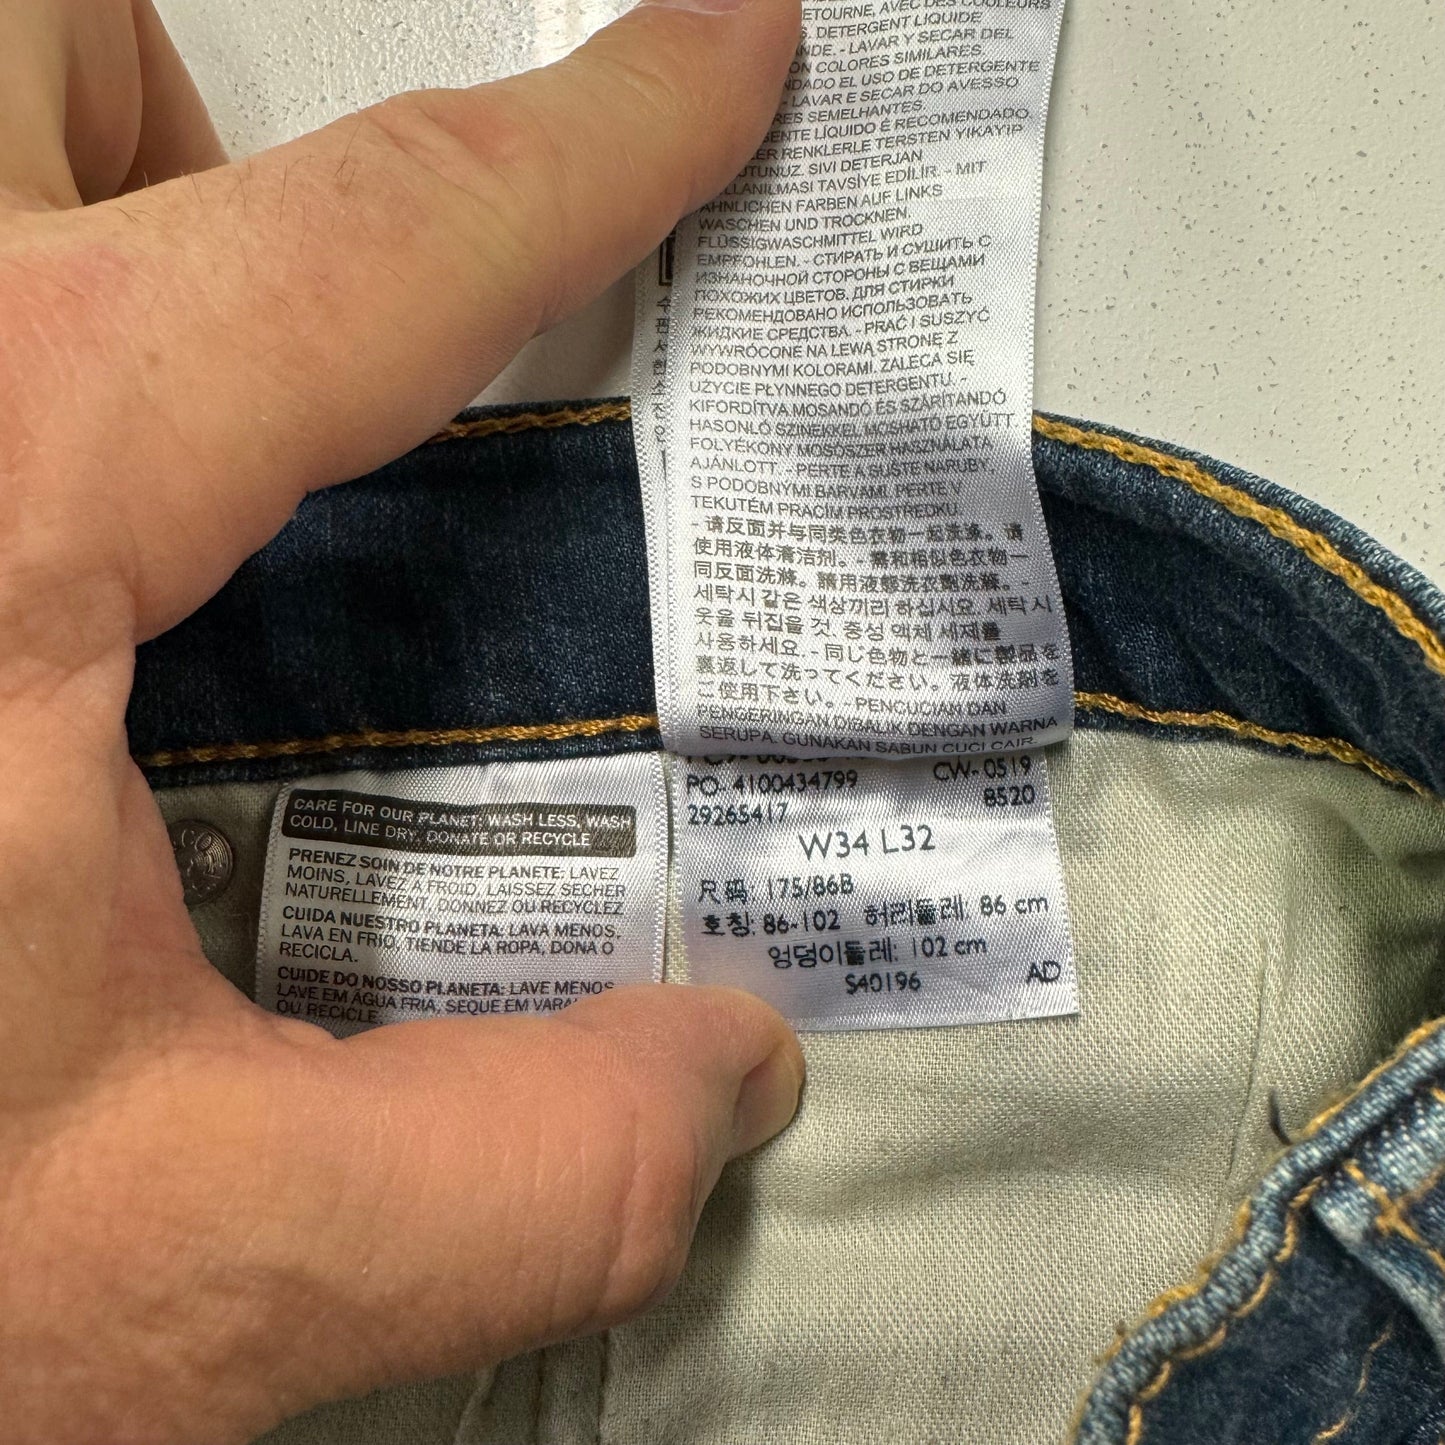 ETOURNE, AVEC DES COULEURS
DETERGENT LIQUIDE
- LAVAR Y SECAR DEL
ON COLORES SIMILARES.
DADO EL USO DE DETERGENTE
- LAVAR E SECAR DO AVESSO
RES SEMELHANTES.
ENTE LÍQUIDO É RECOMENDADO.
ER RENKLERLE TERSTEN YIKAYIP
UTUNUZ. SIVI DETERJAN
LLANILMASI TAVSİYE EDİLİR. - MIT
ÄHNLICHEN FARBEN AUF LINKS
WASCHEN UND TROCKNEN.
FLÜSSIGWASCHMITTEL WIRD
EMPFOHLEN. - СТИРАТЬ И СУШИТЬ С
ИЗНАНОЧНОЙ СТОРОНЫ С ВЕЩАМИ
ПОХОЖИХ ЦВЕТОВ. ДЛЯ СТИРКИ
РЕКОМЕНДОВАНО ИСПОЛЬЗОВАТЬ
ЖИДКИЕ СРЕДСТВА. - PRAĆ I SUSZYĆ
WYWRÓCONE NA LEWĄ STRONĘ Z
PODOBNYMI KOLORAMI. ZALECA SIĘ
UŻYCIE PŁYNNEGO DETERGENTU. -
KIFORDÍTVA MOSANDÓ ÉS SZÁRÍTANDÓ
HASONLÓ SZINEKKEL. MOSHATÓ EGYÜTT
FOLYÉKONY MOSÓSZER HASZNÁLATA
AJÁNLOTT. - PERTE A SUŠTE NARUBY,
S PODOBNÝMI BARVAMI. PERTE V
TEKUTÉM PRACÍM PROSTŘEDKU.
- 请反面并与同类色衣物一起洗涤。请
使用液体清洁剂。- 需和相似色衣物一
同反面洗滌。請用液態洗衣劑洗滌。-
세탁시 같은 색상끼리 하십시오. 세탁 시
옷을 뒤집을 것. 중성 액체 세제를
사용하세요. - 同じ色物と一緒に製品を
裏返して洗ってください。液体洗剤を
ご使用下さい。- PENCUCIAN DAN
PENGERINGAN DIBALIK DENGAN WARNA
SERUPA. GUNAKAN SABUN CUCI CAIR.
PO- 4100434799 CW- 0519
29265417 8520
W34 L32
尺码 175/86B
호칭: 86-102 허리둘레: 86 cm
엉덩이둘레: 102 cm
S40196 AD
CARE FOR OUR PLANET: WASH LESS, WASH
COLD, LINE DRY, DONATE OR RECYCLE
PRENEZ SOIN DE NOTRE PLANETE: LAVEZ
MOINS, LAVEZ A FROID, LAISSEZ SECHER
NATURELLEMENT, DONNEZ OU RECYCLEZ
CUIDA NUESTRO PLANETA: LAVA MENOS,
LAVA EN FRIO, TIENDE LA ROPA, DONA O
RECICLA.
CUIDE DO NOSSO PLANETA: LAVE MENOS,
LAVE EM ÁGUA FRIA, SEQUE EM VARAL
OU RECICLE.